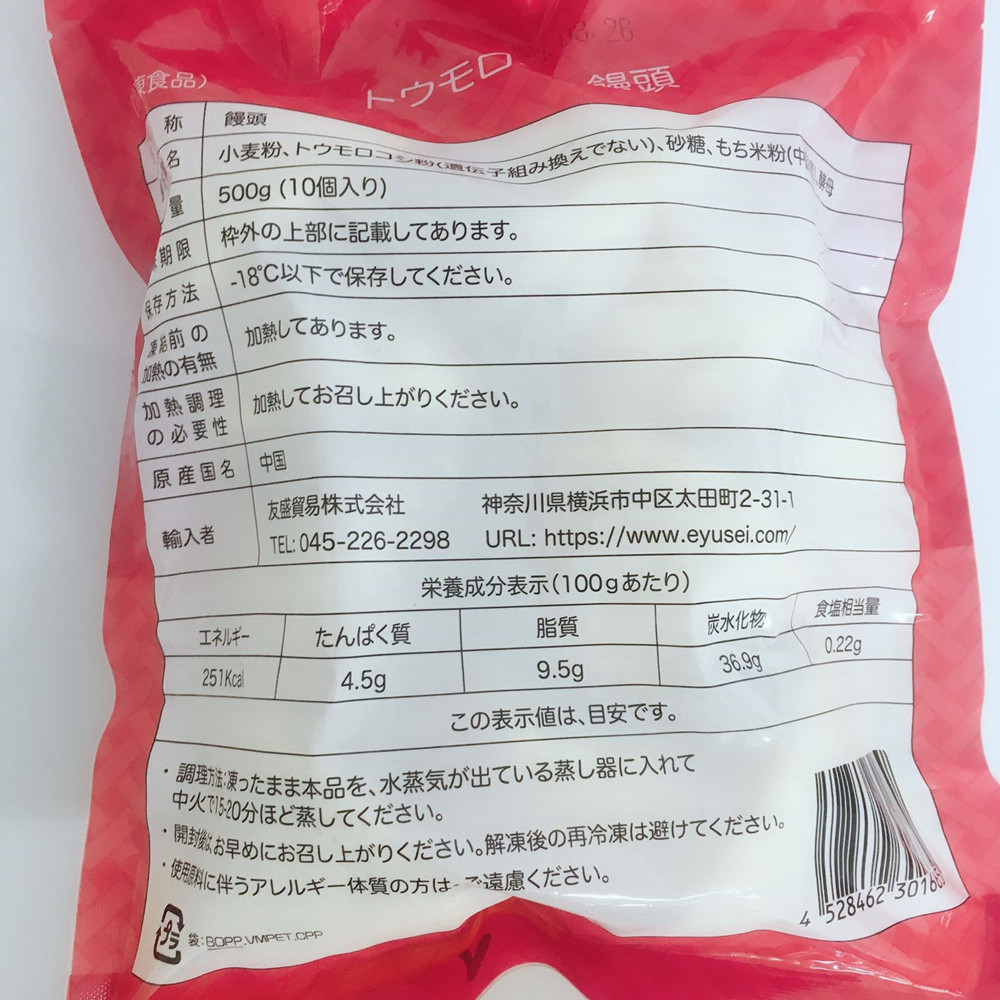 東食品)
トウモロ 饅頭
称 饅頭
名 小麦粉、トウモロコシ粉(遺伝子組み換えでない)、砂糖、もち米粉(中 酵母
量 500g (10個入り)
期限 枠外の上部に記載してあります。
保存方法 -18℃以下で保存してください。
凍結前の
加熱の有無 加熱してあります。
加熱調理
の必要性 加熱してお召し上がりください。
原産国名 中国
輸入者 友盛貿易株式会社 神奈川県横浜市中区太田町2-31-1
TEL: 045-226-2298 URL: https://www.eyusei.com/
栄養成分表示(100gあたり)
エネルギー たんぱく質 脂質 炭水化物 食塩相当量
251Kcal 4.5g 9.5g 36.9g 0.22g
この表示値は、目安です。
・調理方法:凍ったまま本品を、水蒸気が出ている蒸し器に入れて
中火で15-20分ほど蒸してください。
・開封後は、お早めにお召し上がりください。解凍後の再冷凍は避けてください。
・使用原料に伴うアレルギー体質の方は、ご遠慮ください。
プラ
袋:BOPP,VMPET,CPP
4 528462 30168